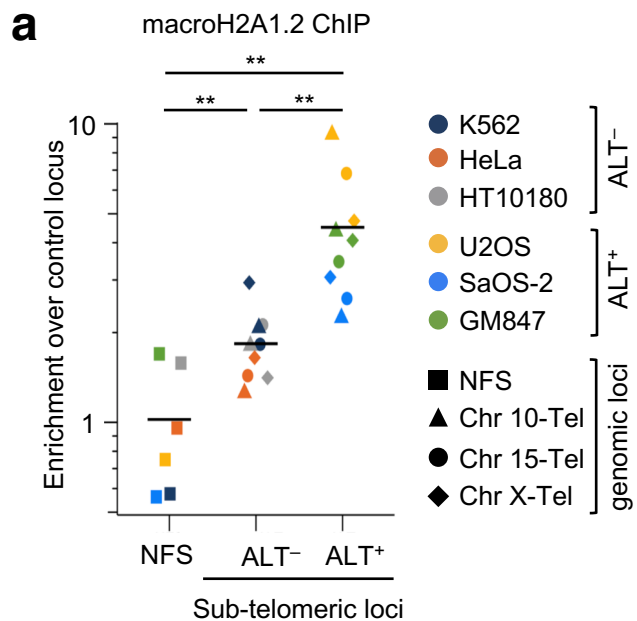 a
macroH2A1.2 ChIP
**
** **
Enrichment over control locus
10
1
NFS ALT⁻ ALT⁺
Sub-telomeric loci
K562
HeLa
HT10180
ALT⁻
U2OS
SaOS-2
GM847
ALT⁺
NFS
Chr 10-Tel
Chr 15-Tel
Chr X-Tel
genomic loci